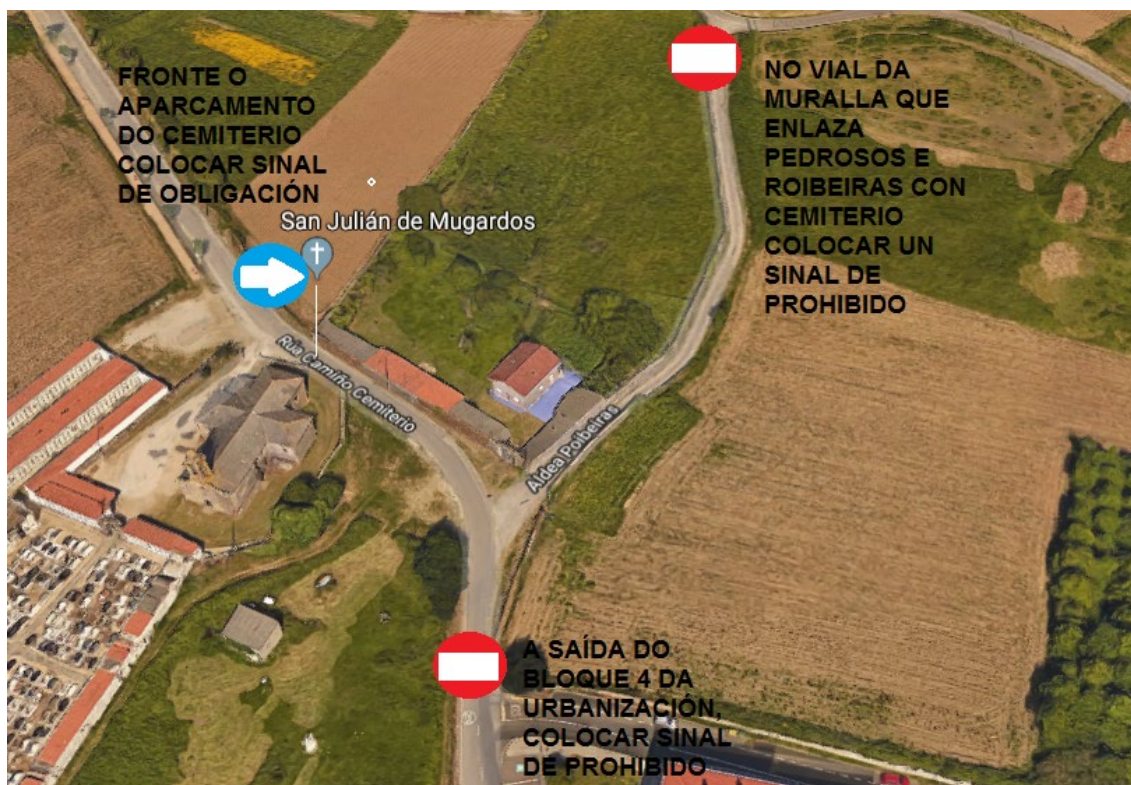 FRONTE O
APARCAMENTO
DO CEMITERIO
COLOCAR SINAL
DE OBLIGACIÓN
San Julián de Mugardos
Rúa Camiño Cemiterio
Aldea Poibeiras
NO VIAL DA
MURALLA QUE
ENLAZA
PEDROSOS E
ROIBEIRAS CON
CEMITERIO
COLOCAR UN
SINAL DE
PROHIBIDO
A SAÍDA DO
BLOQUE 4 DA
URBANIZACIÓN,
COLOCAR SINAL
DE PROHIBIDO